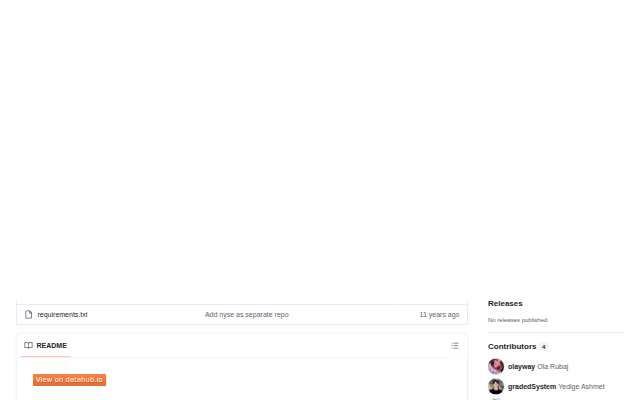 requirements.txt Add nyse as separate repo 11 years ago
README
View on datahub.io
Releases
No releases published
Contributors 4
olayway Ola Rubaj
gradedSystem Yedige Ashmet